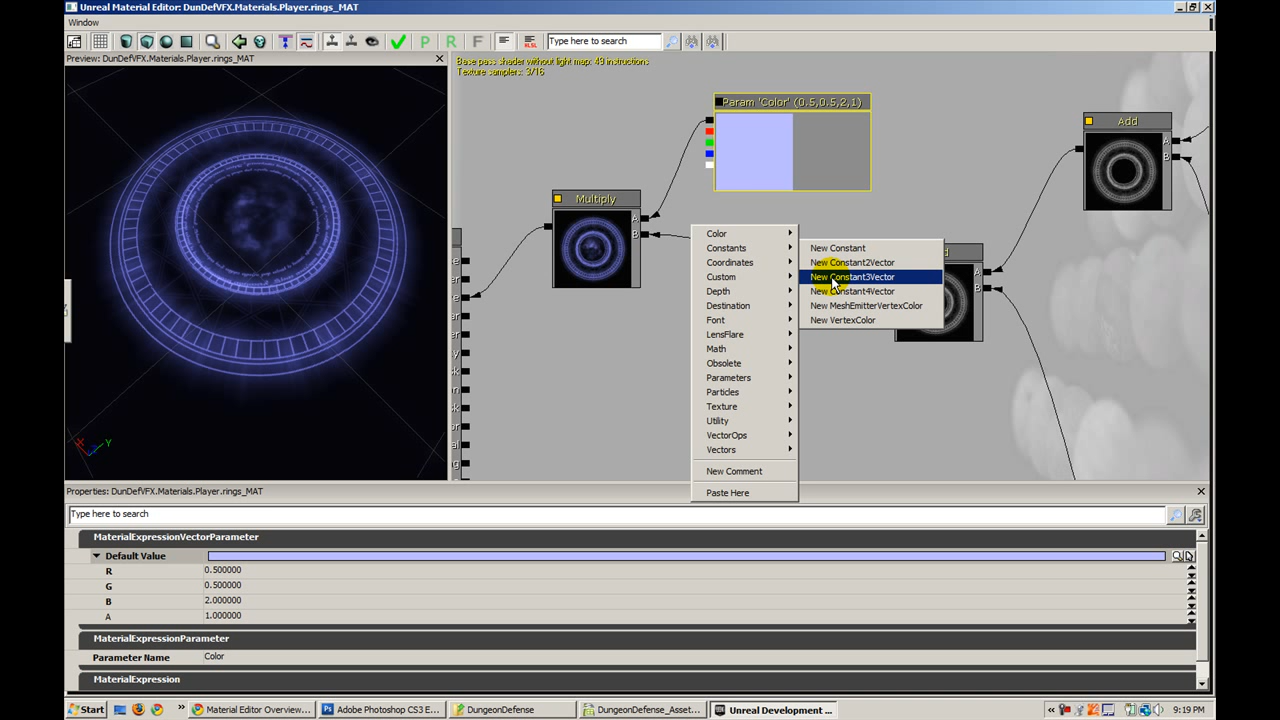 Unreal Material Editor: DunDefVFX.Materials.Player.rings_MAT
Window
P R F HLSL Type here to search
Preview: DunDefVFX.Materials.Player.rings_MAT
Base pass shader without light map: 49 instructions
Texture samplers: 3/16
Param 'Color' (0.5,0.5,2,1)
Add
A
B
Multiply
A
B
Color
Constants
Coordinates
Custom
Depth
Destination
Font
LensFlare
Math
Obsolete
Parameters
Particles
Texture
Utility
VectorOps
Vectors
New Comment
Paste Here
New Constant
New Constant2Vector
New Constant3Vector
New Constant4Vector
New MeshEmitterVertexColor
New VertexColor
A
B
X Y
Properties: DunDefVFX.Materials.Player.rings_MAT
Type here to search
MaterialExpressionVectorParameter
Default Value
R 0.500000
G 0.500000
B 2.000000
A 1.000000
MaterialExpressionParameter
Parameter Name Color
MaterialExpression
Start Material Editor Overview... Adobe Photoshop CS3 E... DungeonDefense DungeonDefense_Asset... Unreal Development ... 9:19 PM